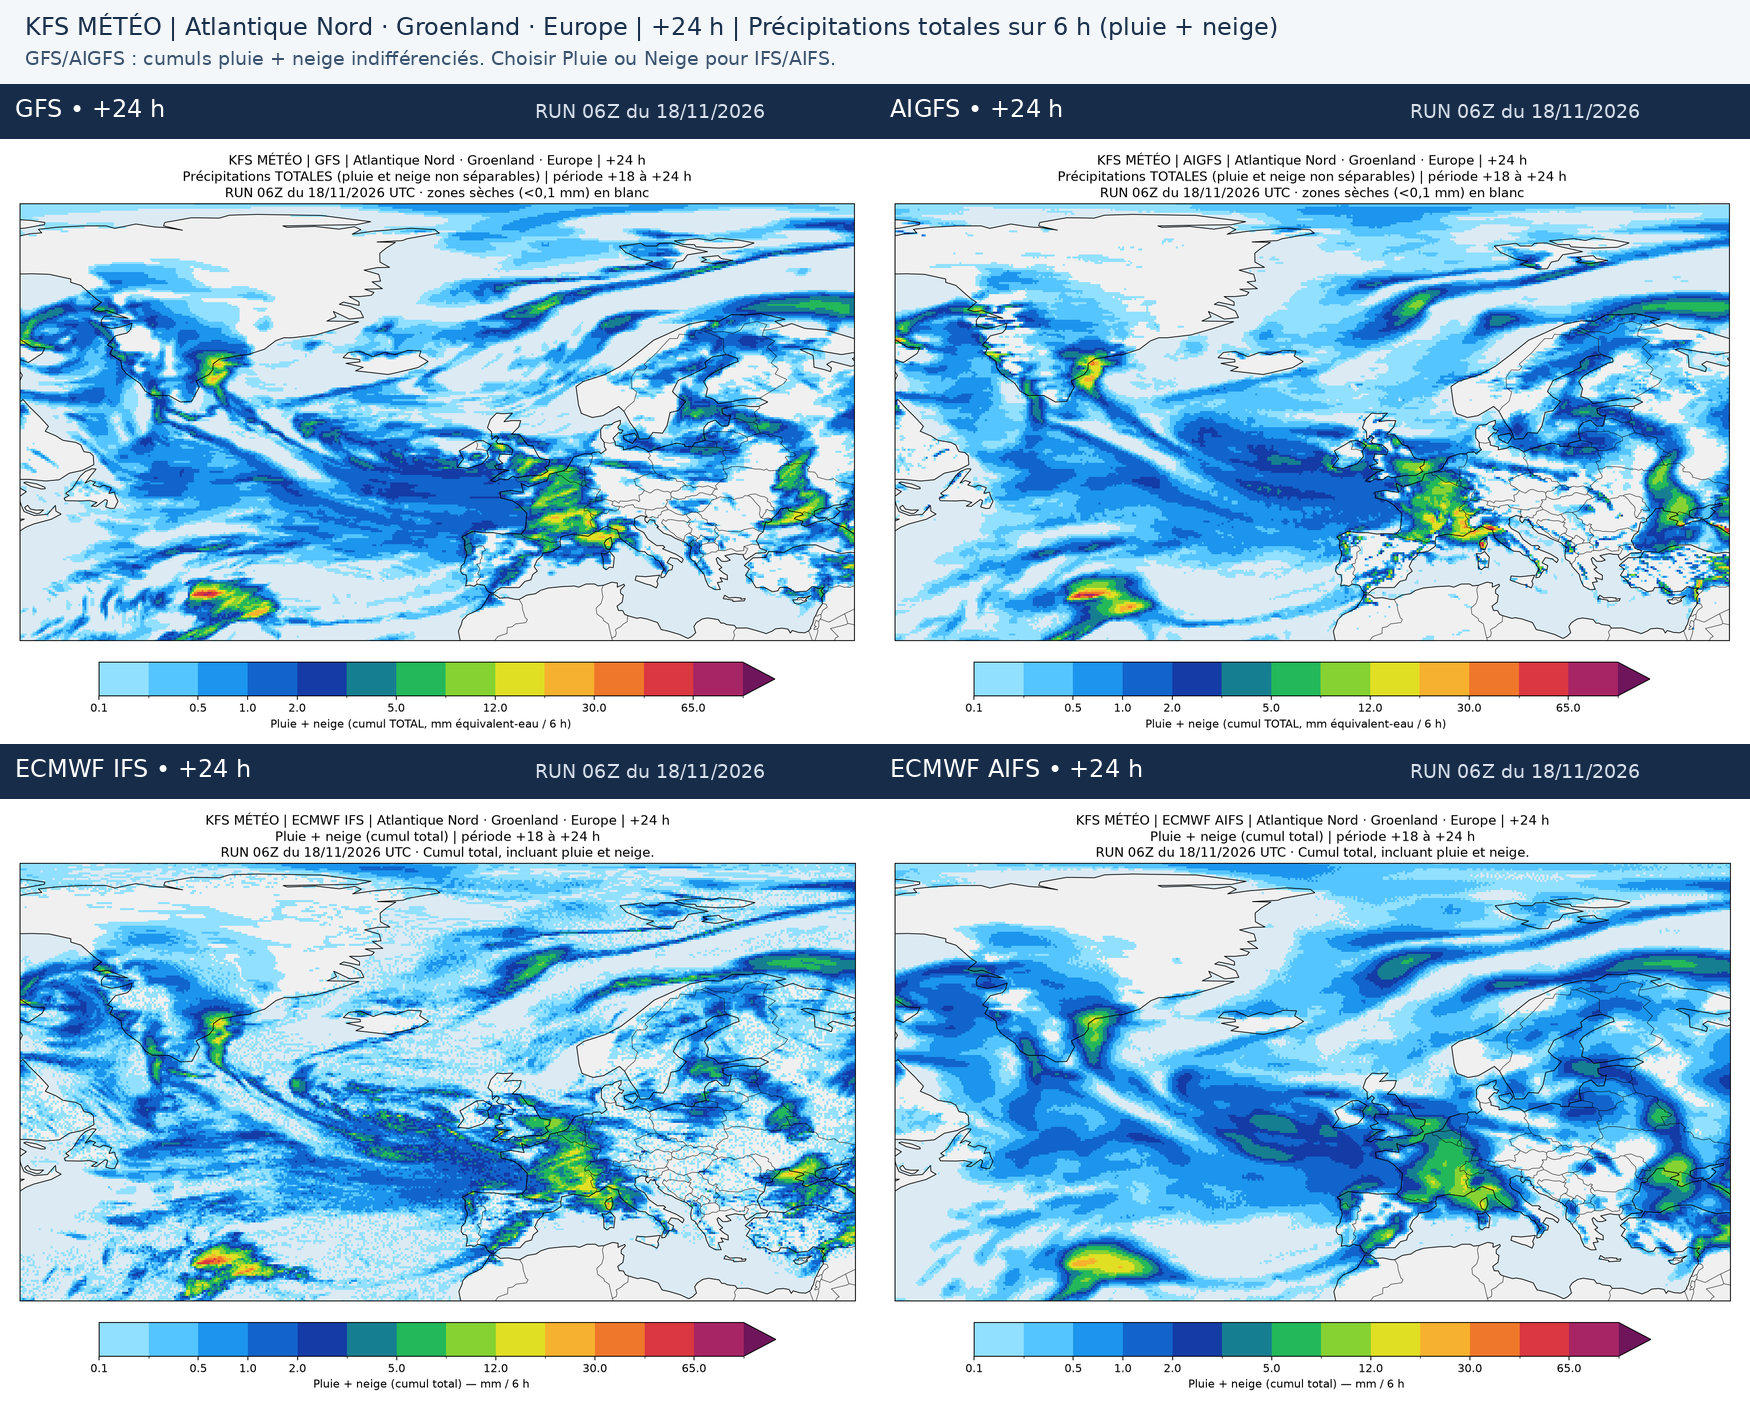 KFS MÉTÉO | Atlantique Nord · Groenland · Europe | +24 h | Précipitations totales sur 6 h (pluie + neige)
GFS/AIGFS : cumuls pluie + neige indifférenciés. Choisir Pluie ou Neige pour IFS/AIFS.
GFS • +24 h
RUN 06Z du 18/11/2026
KFS MÉTÉO | GFS | Atlantique Nord · Groenland · Europe | +24 h
Précipitations TOTALES (pluie et neige non séparables) | période +18 à +24 h
RUN 06Z du 18/11/2026 UTC · zones sèches (<0,1 mm) en blanc
0.1 0.5 1.0 2.0 5.0 12.0 30.0 65.0
Pluie + neige (cumul TOTAL, mm équivalent-eau / 6 h)
AIGFS • +24 h
RUN 06Z du 18/11/2026
KFS MÉTÉO | AIGFS | Atlantique Nord · Groenland · Europe | +24 h
Précipitations TOTALES (pluie et neige non séparables) | période +18 à +24 h
RUN 06Z du 18/11/2026 UTC · zones sèches (<0,1 mm) en blanc
0.1 0.5 1.0 2.0 5.0 12.0 30.0 65.0
Pluie + neige (cumul TOTAL, mm équivalent-eau / 6 h)
ECMWF IFS • +24 h
RUN 06Z du 18/11/2026
KFS MÉTÉO | ECMWF IFS | Atlantique Nord · Groenland · Europe | +24 h
Pluie + neige (cumul total) | période +18 à +24 h
RUN 06Z du 18/11/2026 UTC · Cumul total, incluant pluie et neige.
0.1 0.5 1.0 2.0 5.0 12.0 30.0 65.0
Pluie + neige (cumul total) — mm / 6 h
ECMWF AIFS • +24 h
RUN 06Z du 18/11/2026
KFS MÉTÉO | ECMWF AIFS | Atlantique Nord · Groenland · Europe | +24 h
Pluie + neige (cumul total) | période +18 à +24 h
RUN 06Z du 18/11/2026 UTC · Cumul total, incluant pluie et neige.
0.1 0.5 1.0 2.0 5.0 12.0 30.0 65.0
Pluie + neige (cumul total) — mm / 6 h